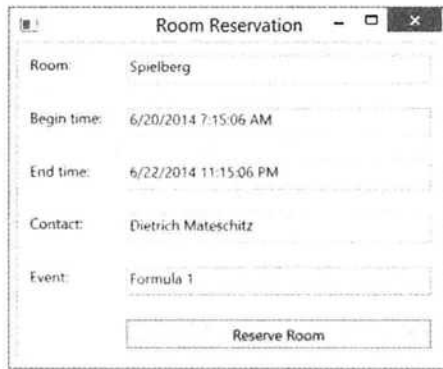 Room Reservation
Room: Spielberg
Begin time: 6/20/2014 7:15:06 AM
End time: 6/22/2014 11:15:06 PM
Contact: Dietrich Mateschitz
Event: Formula 1
Reserve Room